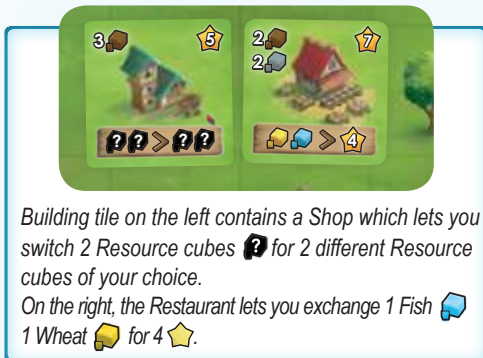 3 5 2 7
2
? ? > ? ? > 4
Building tile on the left contains a Shop which lets you
switch 2 Resource cubes ? for 2 different Resource
cubes of your choice.
On the right, the Restaurant lets you exchange 1 Fish
1 Wheat for 4 .